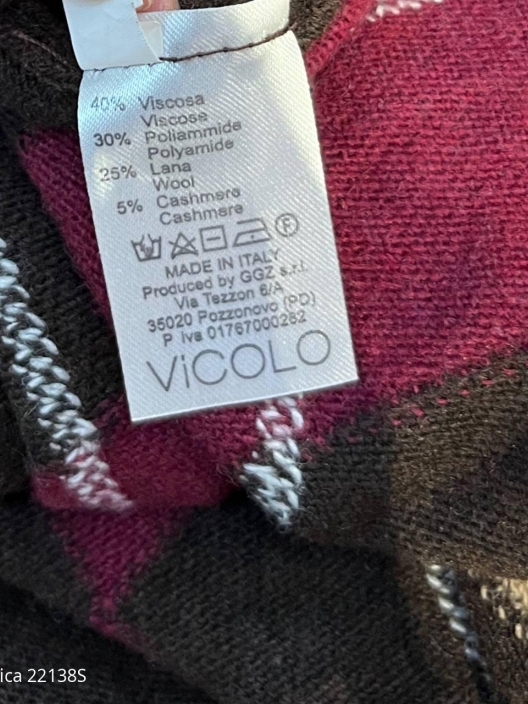 40% Viscosa
Viscose
30% Poliammide
Polyamide
25% Lana
Wool
5% Cashmere
Cashmere
F
MADE IN ITALY
Produced by GGZ s.r.l.
Via Tezzon 6/A
35020 Pozzonovo (PD)
P iva 01767000282
ViCOLO
ica 22138S